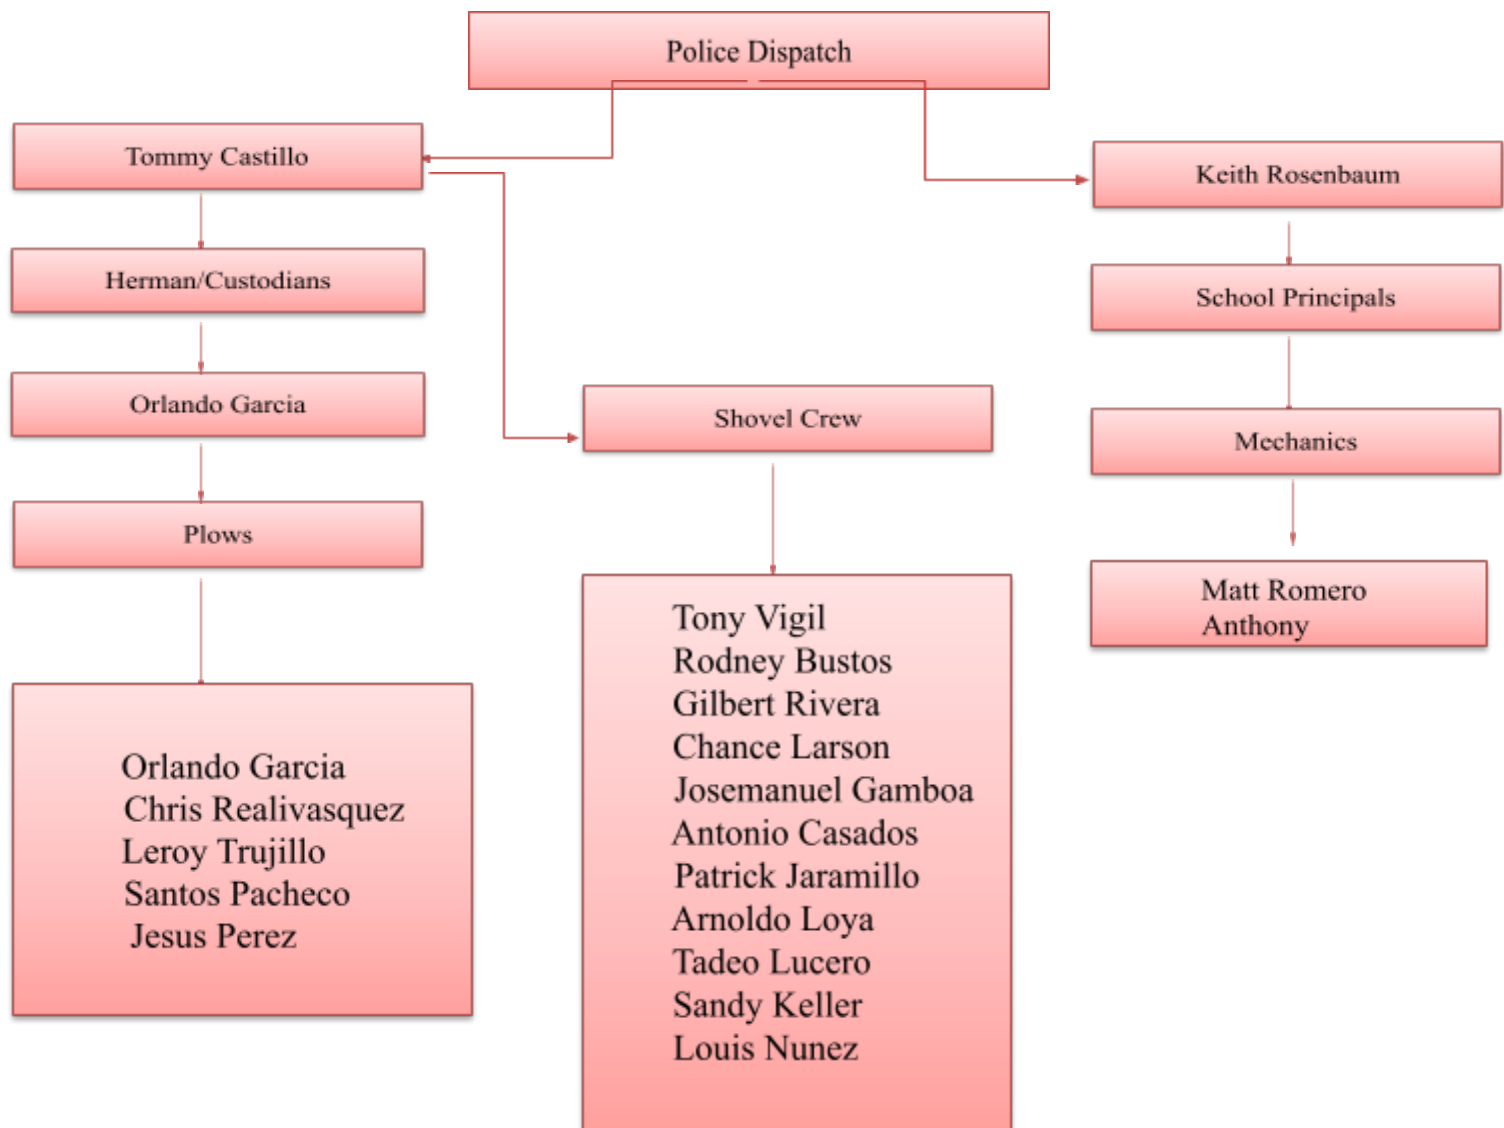 Police Dispatch
Tommy Castillo
Keith Rosenbaum
Herman/Custodians
School Principals
Orlando Garcia
Shovel Crew
Mechanics
Plows
Matt Romero
Anthony
Orlando Garcia
Chris Realivasquez
Leroy Trujillo
Santos Pacheco
Jesus Perez
Tony Vigil
Rodney Bustos
Gilbert Rivera
Chance Larson
Josemanuel Gamboa
Antonio Casados
Patrick Jaramillo
Arnoldo Loya
Tadeo Lucero
Sandy Keller
Louis Nunez